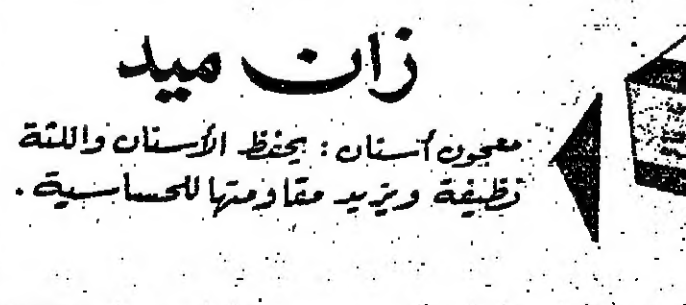 زان ميد
معجون أسنان : يحفظ الأسنان واللثة
نظيفة ويزيد مقاومتها للحساسية .